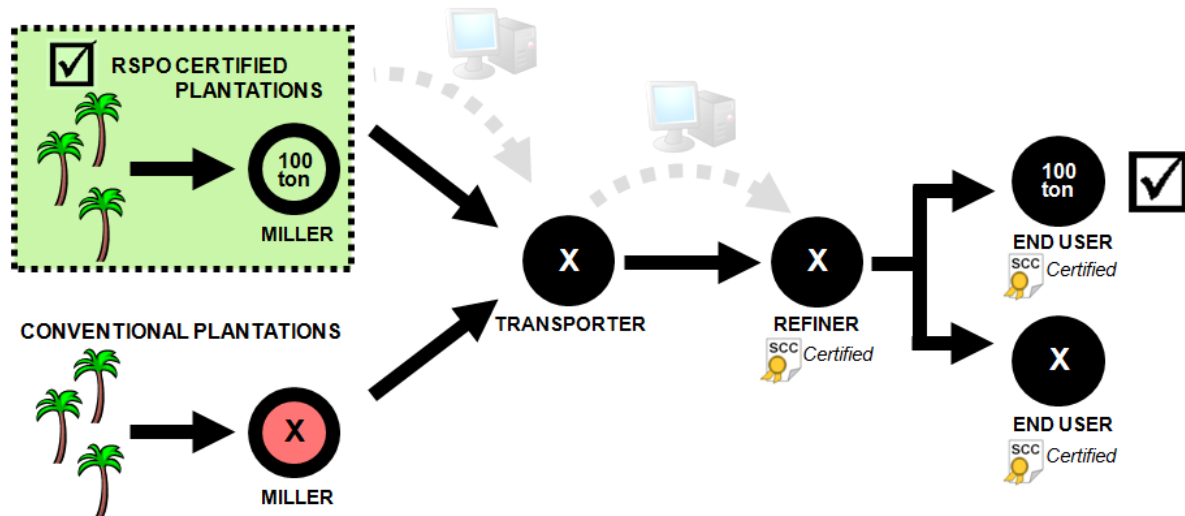 RSPO CERTIFIED
PLANTATIONS
100
ton
MILLER
CONVENTIONAL PLANTATIONS
X
MILLER
X
TRANSPORTER
X
REFINER
SCC
Certified
100
ton
END USER
SCC
Certified
X
END USER
SCC
Certified